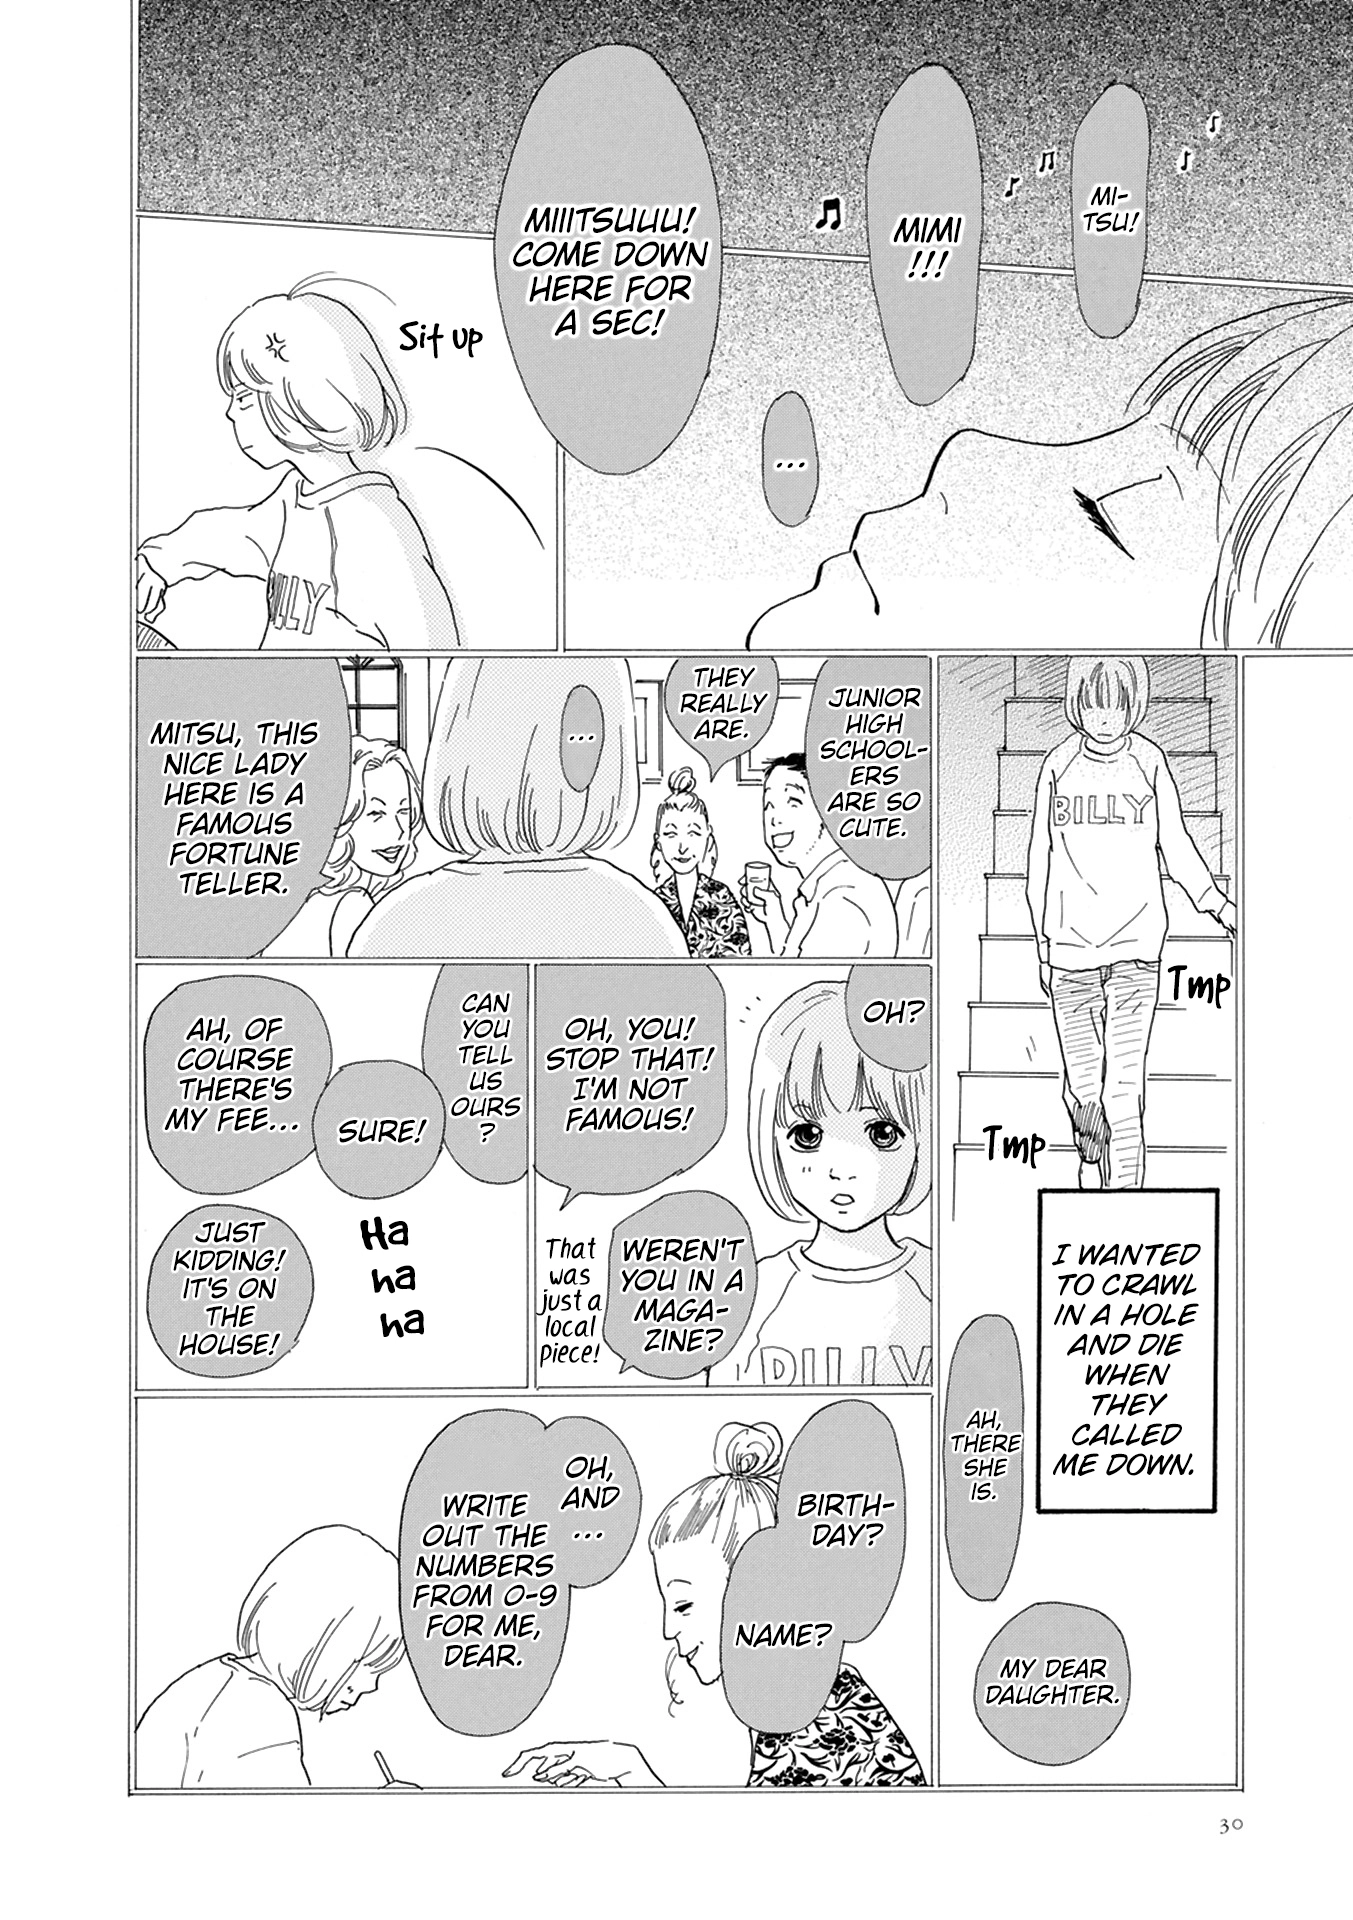 MI-
TSU!
MIMI
!!!
...
MIIITSUUU!
COME DOWN
HERE FOR
A SEC!
Sit up
BILLY
BILLY
Tmp
Tmp
I WANTED
TO CRAWL
IN A HOLE
AND DIE
WHEN
THEY
CALLED
ME DOWN.
AH,
THERE
SHE
IS.
MY DEAR
DAUGHTER.
JUNIOR
HIGH
SCHOOL-
ERS
ARE SO
CUTE.
THEY
REALLY
ARE.
...
MITSU, THIS
NICE LADY
HERE IS A
FAMOUS
FORTUNE
TELLER.
OH?
BILLY
OH, YOU!
STOP THAT!
I'M NOT
FAMOUS!
WEREN'T
YOU IN A
MAGA-
ZINE?
That
was
just a
local
piece!
CAN
YOU
TELL
US
OURS
?
SURE!
AH, OF
COURSE
THERE'S
MY FEE...
Ha
ha
ha
JUST
KIDDING!
IT'S ON
THE
HOUSE!
BIRTH-
DAY?
NAME?
OH,
AND
...
WRITE
OUT THE
NUMBERS
FROM 0-9
FOR ME,
DEAR.
30